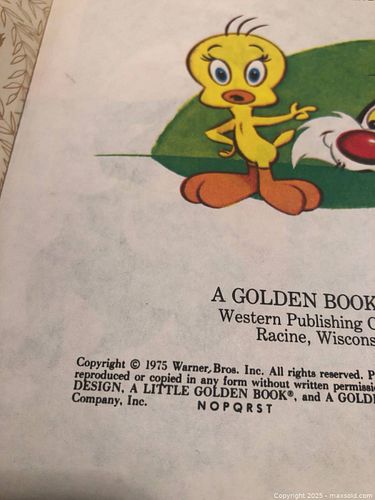 A GOLDEN BOOK
Western Publishing
Racine, Wiscons
Copyright © 1975 Warner Bros. Inc. All rights reserved. P
reproduced or copied in any form without written permissi
DESIGN, A LITTLE GOLDEN BOOK®, and A GOLD
Company, Inc.
N O P Q R S T
Copyright 2025 - maxsold.com